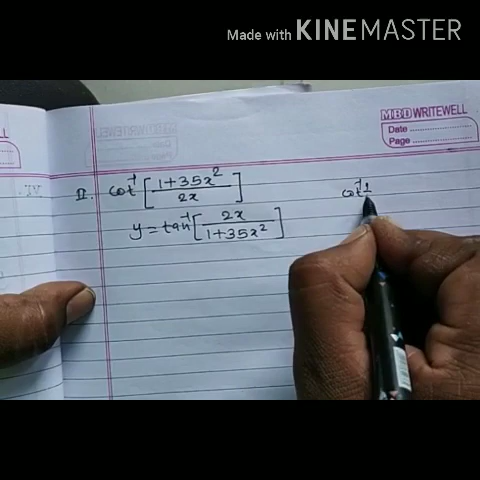 Made with KINEMASTER
MBD WRITEWELL
Date ....................
Page ....................
II. cot⁻¹ [ (1+35x²) / 2x ]
cot⁻¹ 1
y = tan⁻¹ [ 2x / (1+35x²) ]